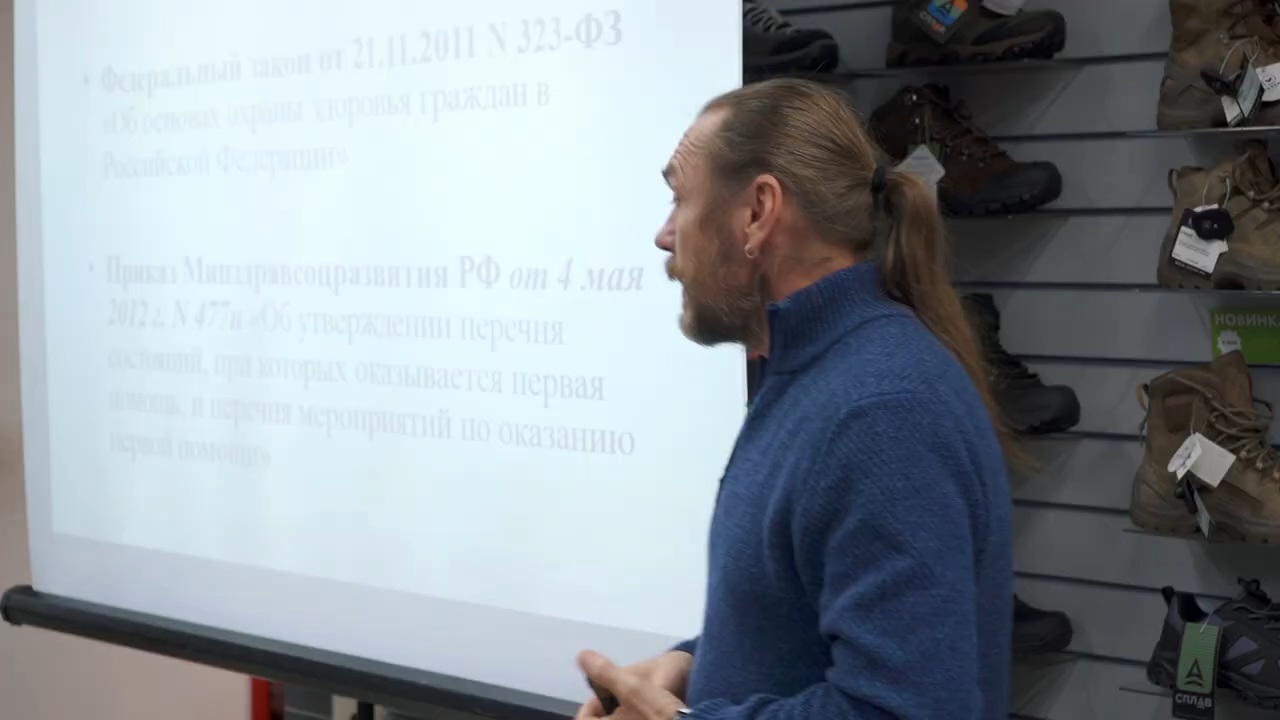 Федеральный закон от 21.11.2011 N 323-ФЗ
«Об основах охраны здоровья граждан в
Российской Федерации»
Приказ Минздравсоцразвития РФ от 4 мая
2012 г. N 477н «Об утверждении перечня
состояний, при которых оказывается первая
помощь, и перечня мероприятий по оказанию
первой помощи»
СПЛАВ
НОВИНК
СПЛАВ